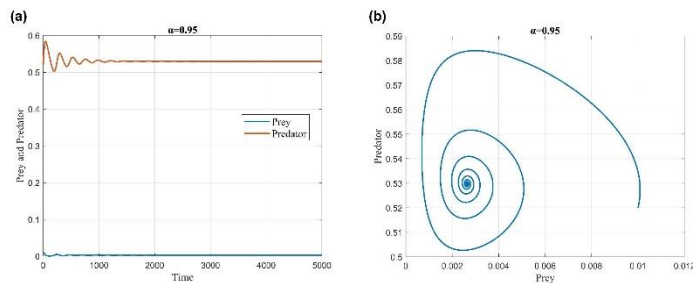 (a)
α=0.95
0.6
0.5
0.4
0.3
0.2
0.1
0
Prey and Predator
Prey
Predator
0 1000 2000 3000 4000 5000
Time
(b)
α=0.95
0.59
0.58
0.57
0.56
0.55
0.54
0.53
0.52
0.51
0.5
Predator
0 0.002 0.004 0.006 0.008 0.01 0.012
Prey